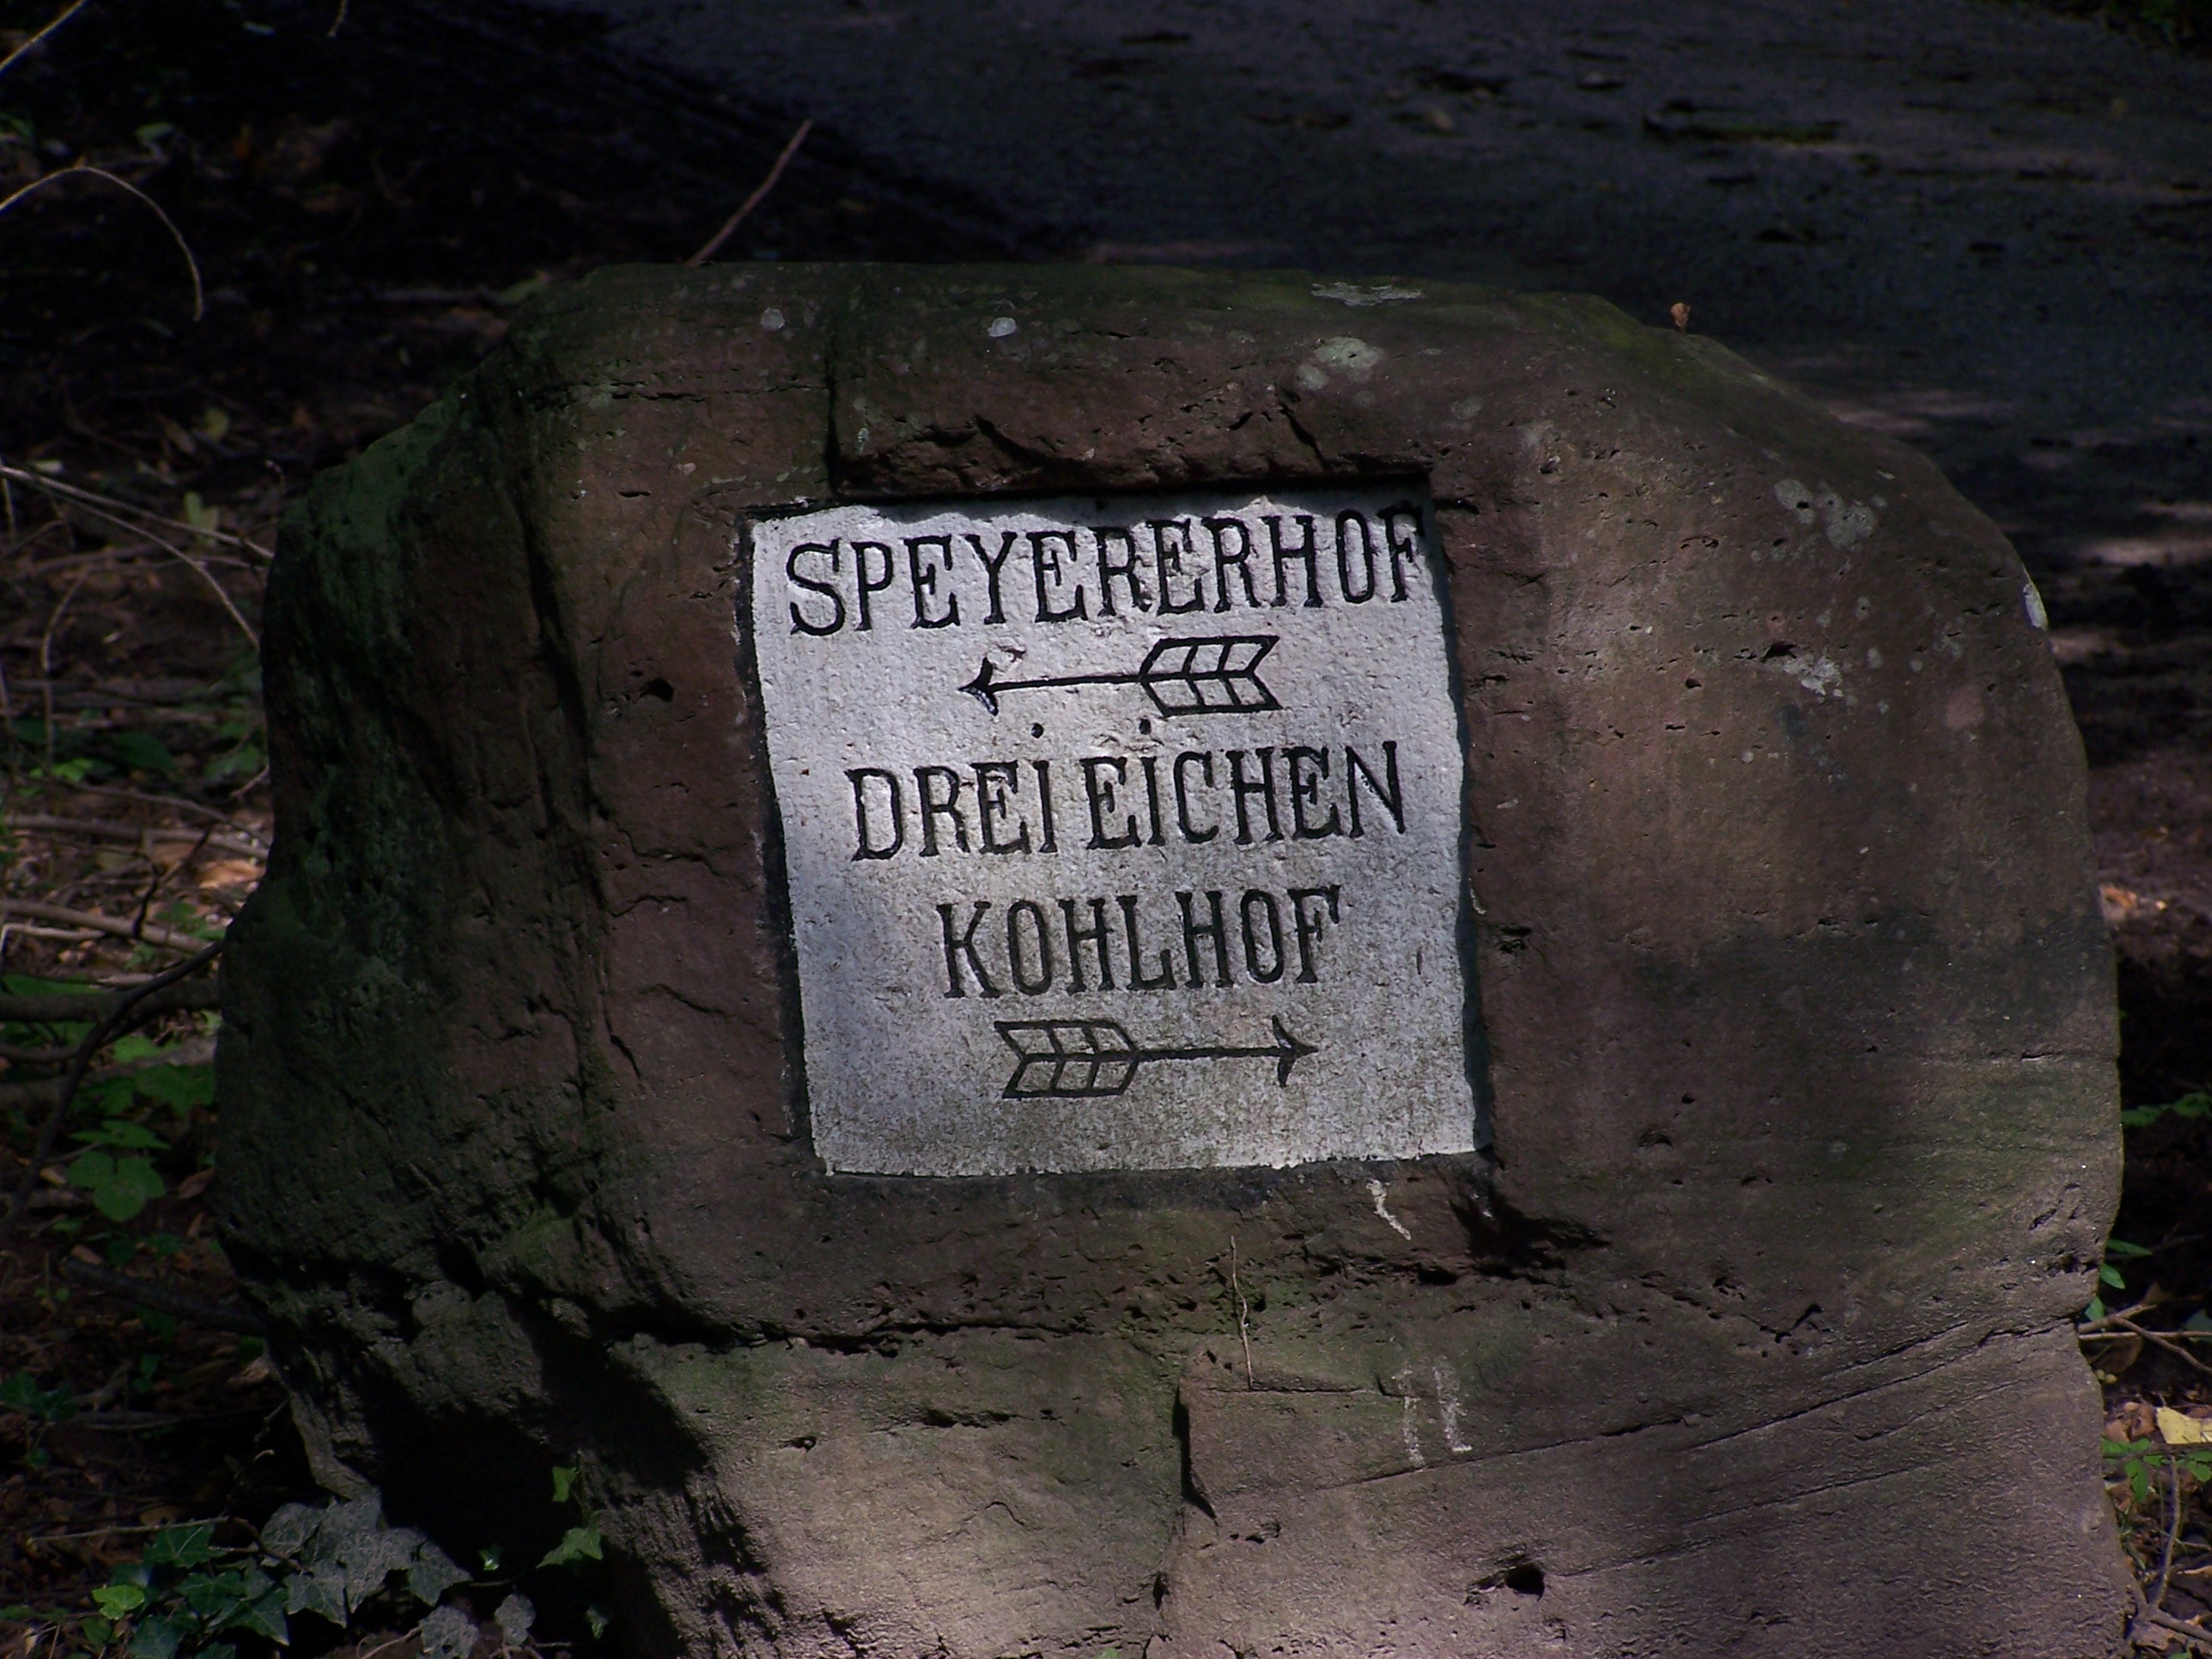 SPEYERERHOF
DREi EiCHEN
KOHLHOF